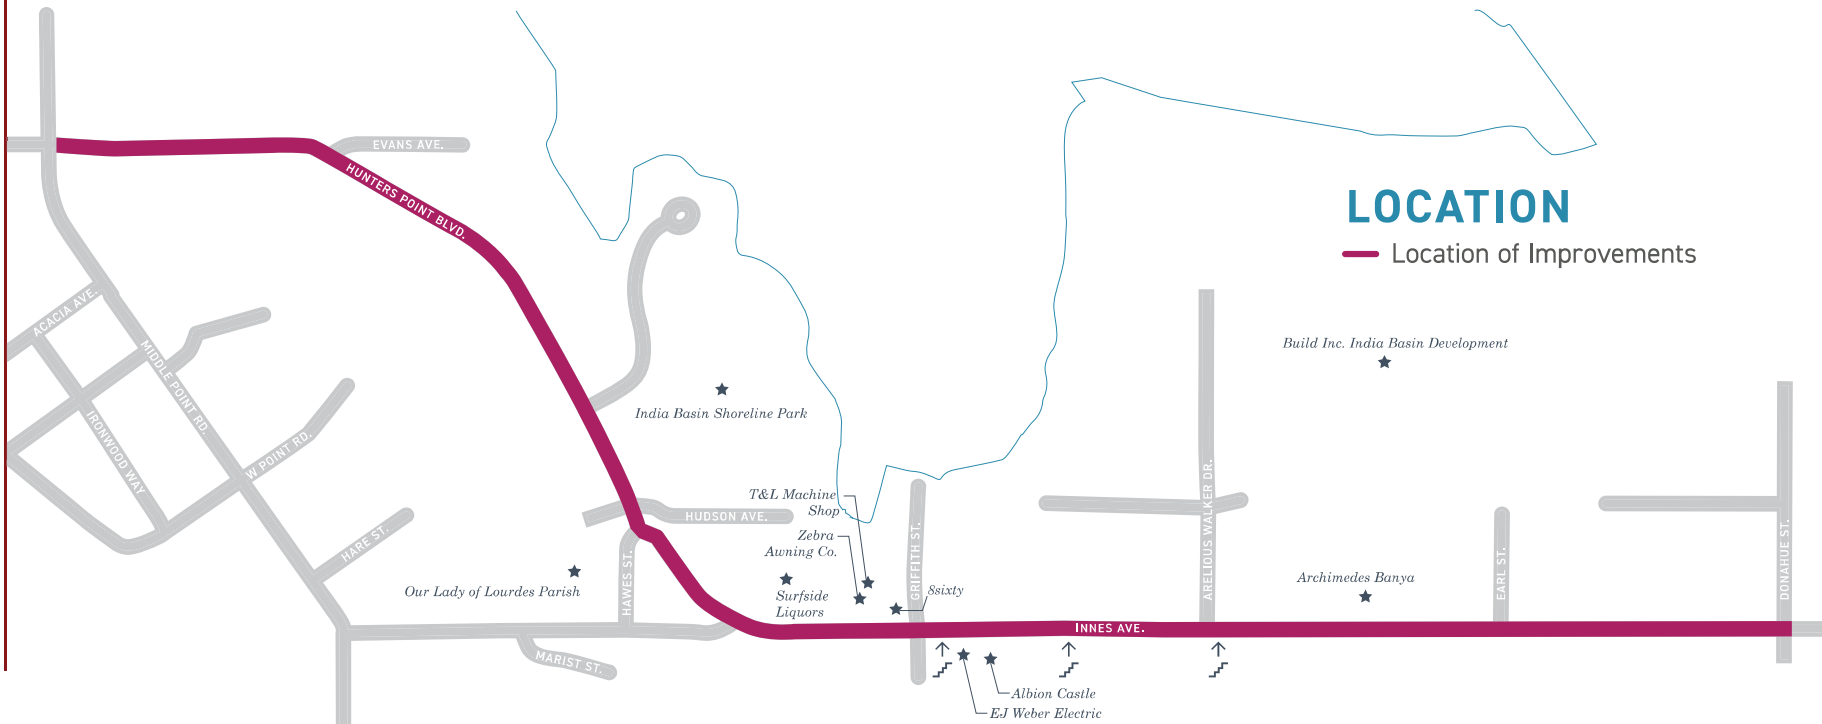 EVANS AVE.
HUNTERS POINT BLVD.
LOCATION
Location of Improvements
ACACIA AVE.
MIDDLE POINT RD.
IRONWOOD WAY
W POINT RD.
Build Inc. India Basin Development
India Basin Shoreline Park
T&L Machine
Shop
HUDSON AVE.
Zebra
Awning Co.
HARE ST.
GRIFFITH ST.
ARELIOUS WALKER DR.
EARL ST.
DONAHUE ST.
Our Lady of Lourdes Parish
HAWES ST.
Surfside
Liquors
8sixty
Archimedes Banya
INNES AVE.
MARIST ST.
Albion Castle
EJ Weber Electric